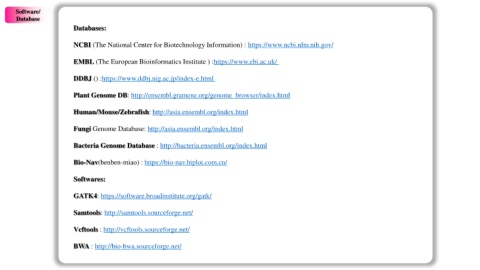 Software/
Database
Databases:
NCBI (The National Center for Biotechnology Information) : https://www.ncbi.nlm.nih.gov/
EMBL (The European Bioinformatics Institute ) :https://www.ebi.ac.uk/
DDBJ () :https://www.ddbj.nig.ac.jp/index-e.html
Plant Genome DB: http://ensembl.gramene.org/genome_browser/index.html
Human/Mouse/Zebrafish: http://asia.ensembl.org/index.html
Fungi Genome Database: http://asia.ensembl.org/index.html
Bacteria Genome Database : http://bacteria.ensembl.org/index.html
Bio-Nav(benben-miao) : https://bio-nav.hiplot.com.cn/
Softwares:
GATK4: https://software.broadinstitute.org/gatk/
Samtools: http://samtools.sourceforge.net/
Vcftools : http://vcftools.sourceforge.net/
BWA : http://bio-bwa.sourceforge.net/